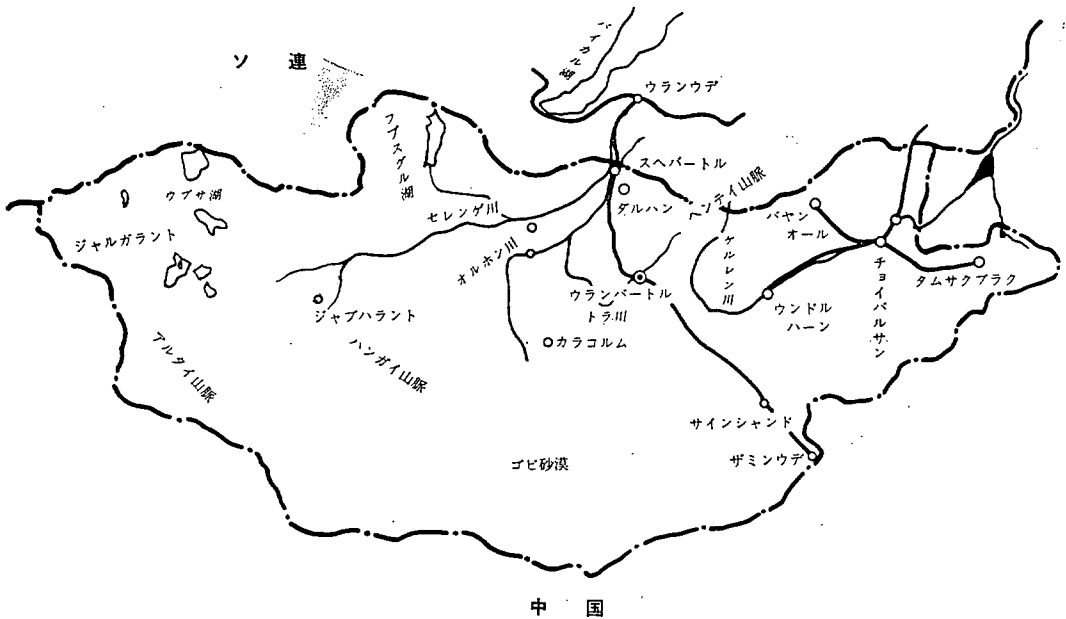 ソ連
バイカル湖
ウランウデ
フブスグル湖
スヘバートル
ダルハン
ヘンテイ山脈
ウブサ湖
セレンゲ川
バヤン
オール
ジャルガラント
オルホン川
ケルレン川
チョイバルサン
タムサクブラク
ウランバートル
トラ川
ウンドル
ハーン
ジャブハラント
カラコルム
ハンガイ山脈
アルタイ山脈
サインシャンド
ザミンウデ
ゴビ砂漠
中国